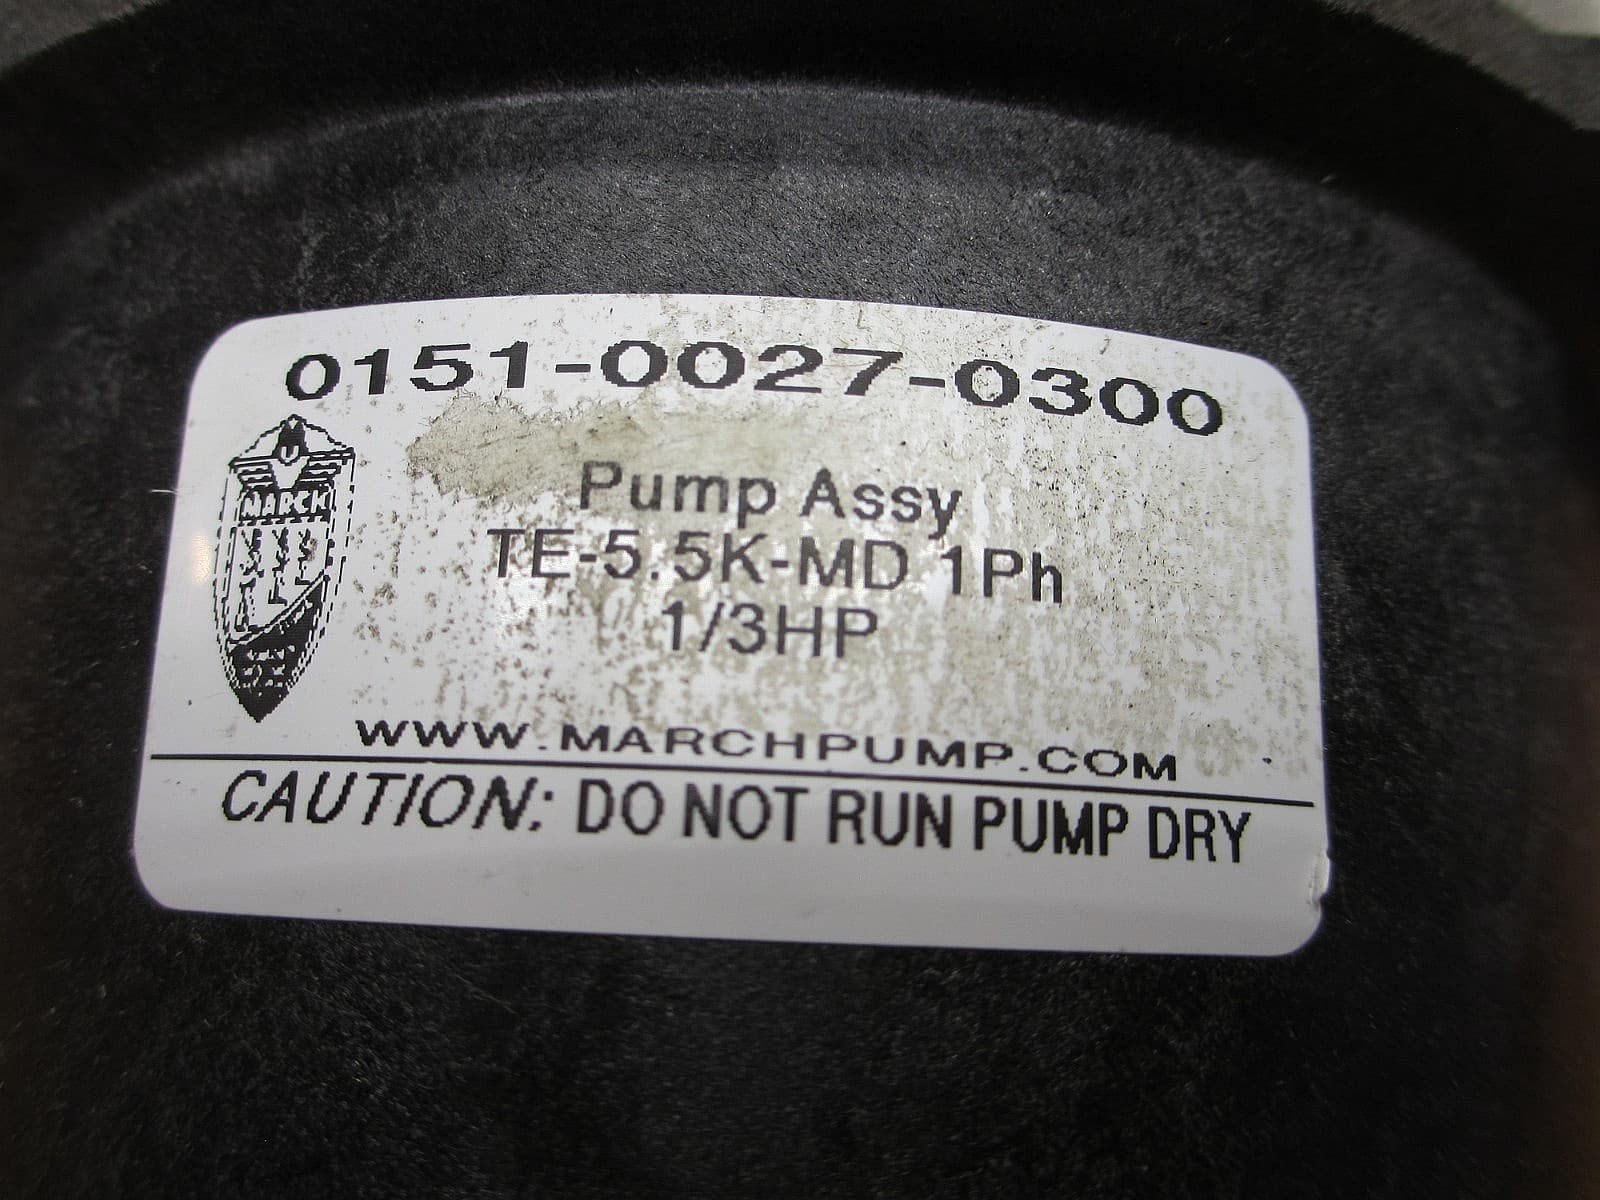 0151-0027-0300
MARCH
Pump Assy
TE-5.5K-MD 1Ph
1/3HP
WWW.MARCHPUMP.COM
CAUTION: DO NOT RUN PUMP DRY